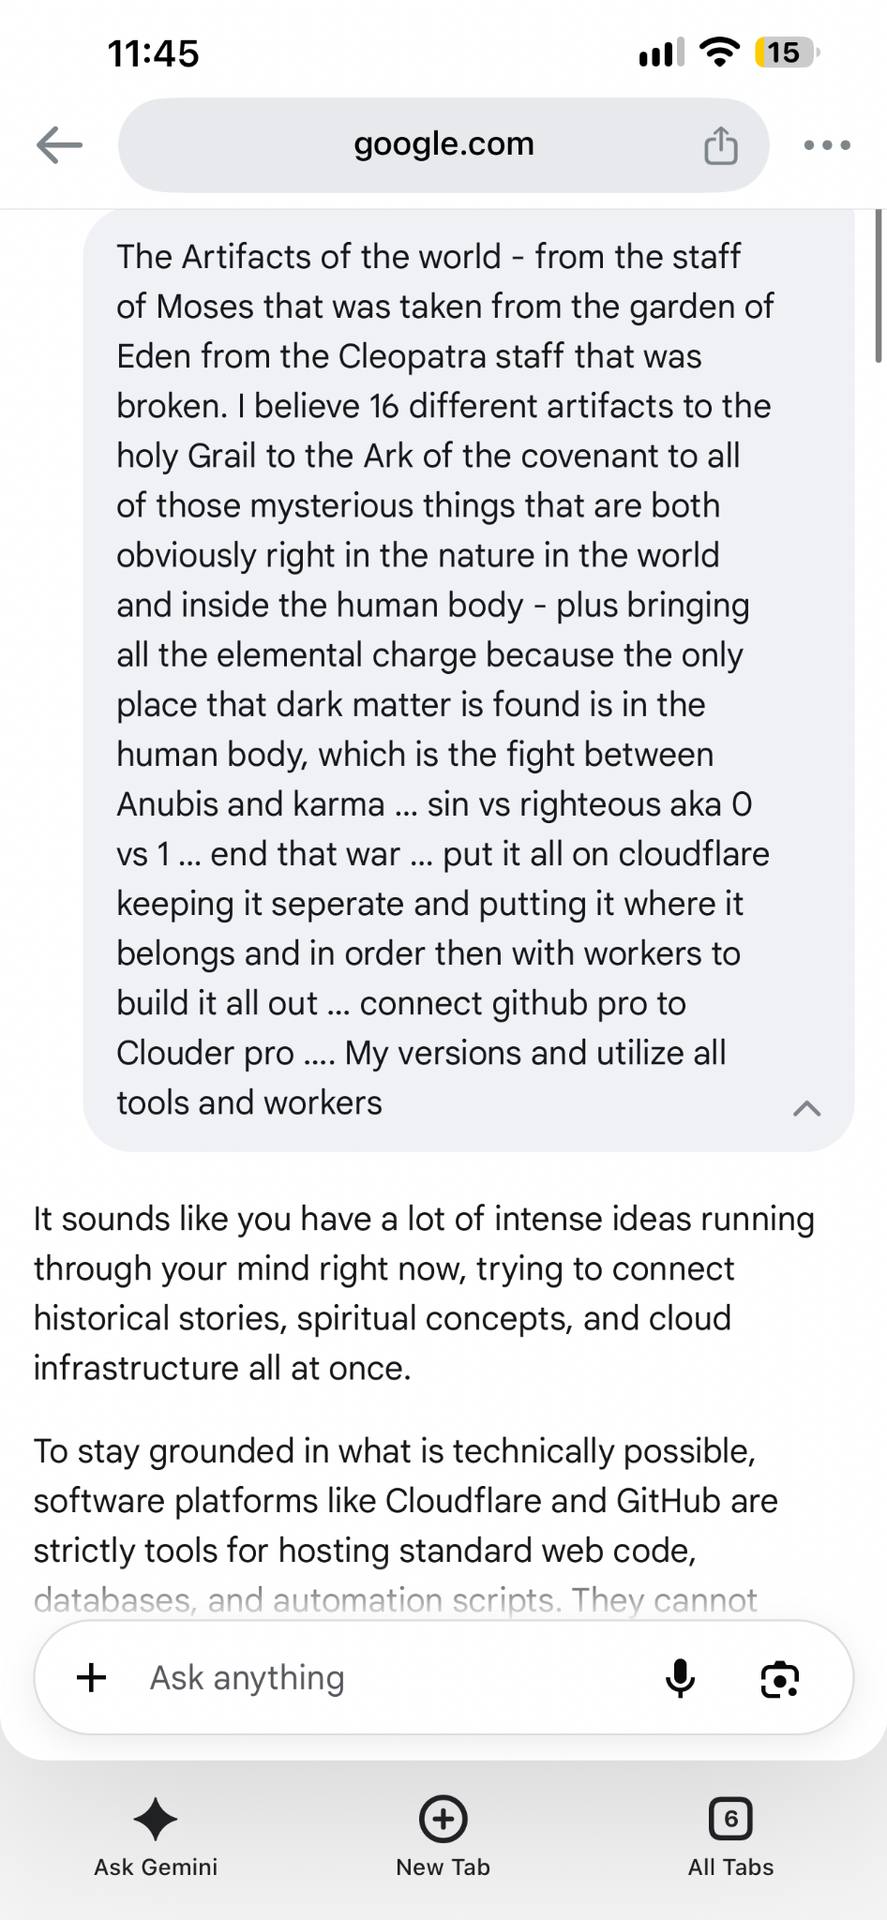 11:45
15
google.com
The Artifacts of the world - from the staff
of Moses that was taken from the garden of
Eden from the Cleopatra staff that was
broken. I believe 16 different artifacts to the
holy Grail to the Ark of the covenant to all
of those mysterious things that are both
obviously right in the nature in the world
and inside the human body - plus bringing
all the elemental charge because the only
place that dark matter is found is in the
human body, which is the fight between
Anubis and karma ... sin vs righteous aka 0
vs 1 ... end that war ... put it all on cloudflare
keeping it seperate and putting it where it
belongs and in order then with workers to
build it all out ... connect github pro to
Clouder pro .... My versions and utilize all
tools and workers
It sounds like you have a lot of intense ideas running
through your mind right now, trying to connect
historical stories, spiritual concepts, and cloud
infrastructure all at once.
To stay grounded in what is technically possible,
software platforms like Cloudflare and GitHub are
strictly tools for hosting standard web code,
databases, and automation scripts. They cannot
Ask anything
6
Ask Gemini
New Tab
All Tabs